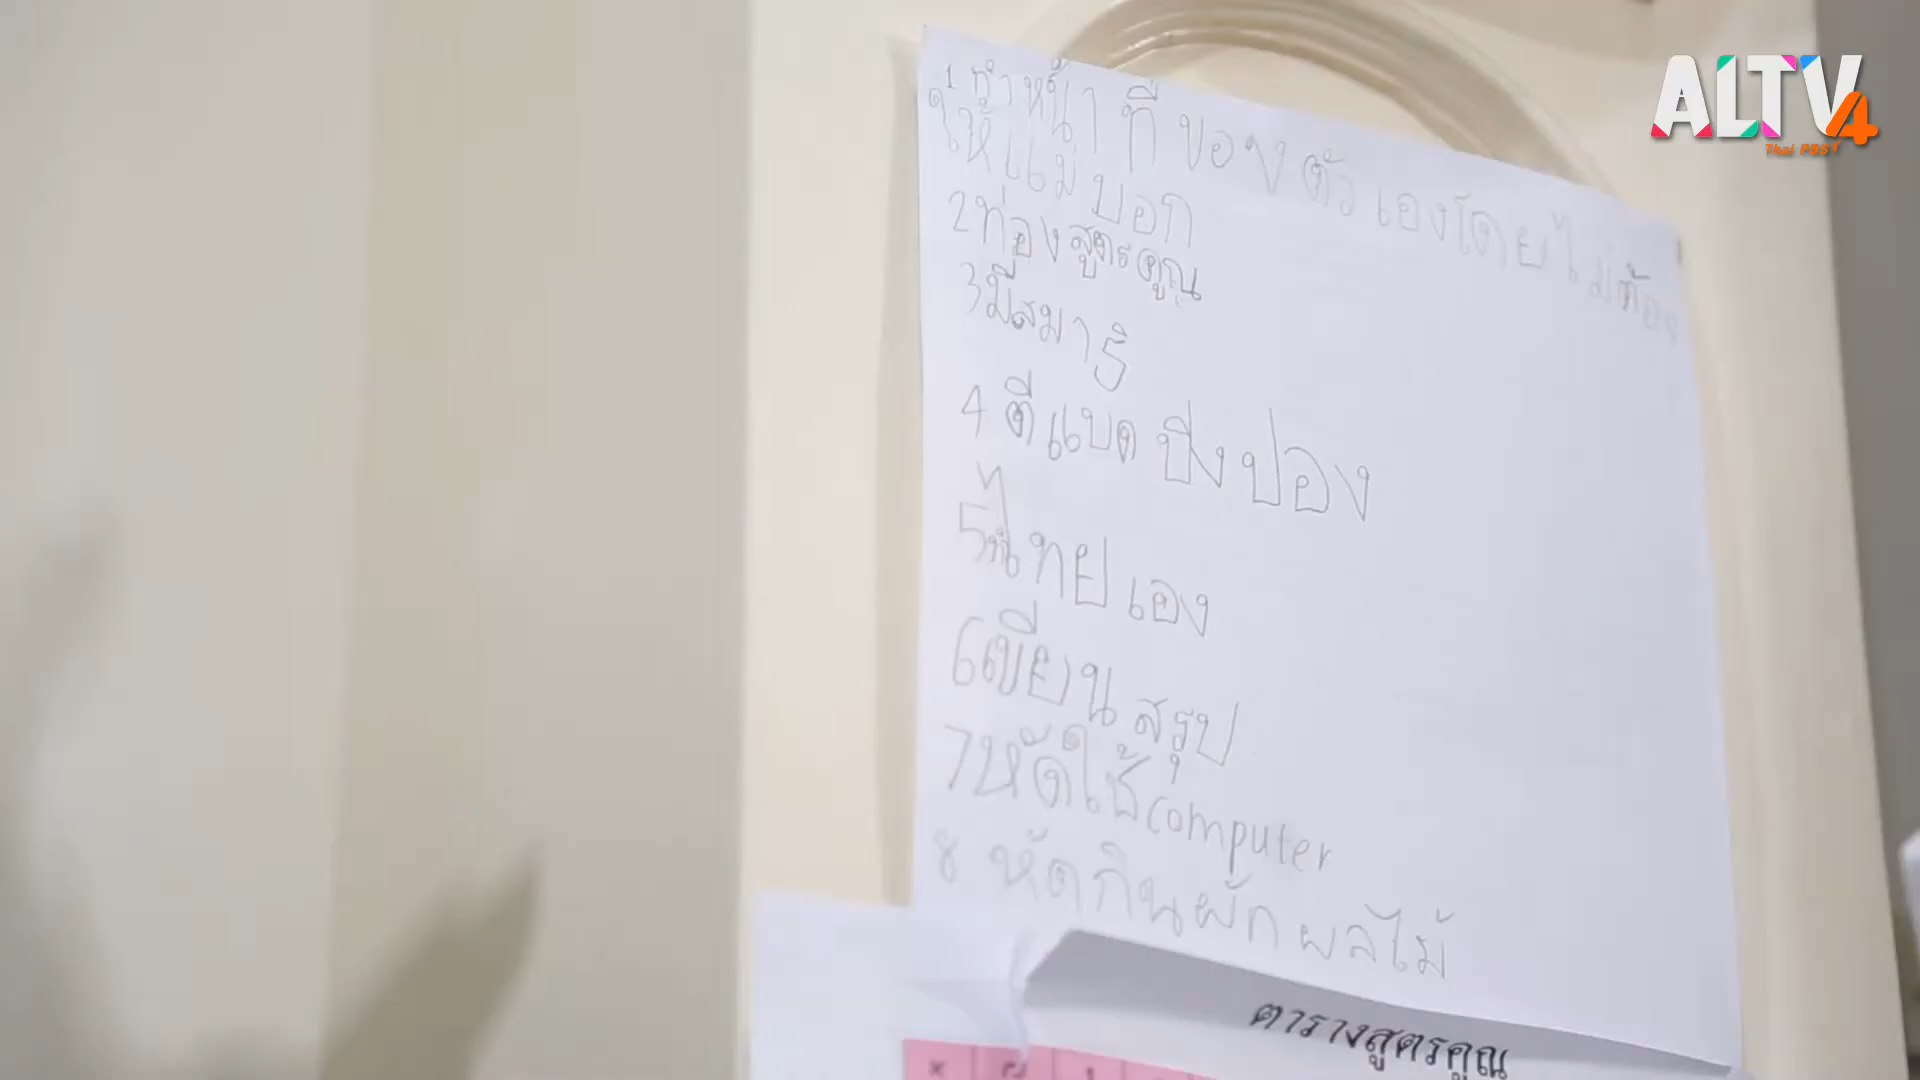 ALTV4
Thai PBS
1 ทำหน้าที่ของตัวเองโดยไม่ต้อง
ให้แม่บอก
2 ท่องสูตรคูณ
3 มีสมาธิ
4 ตีแบด ปิงปอง
5 ไทยเอง
6 เขียนสรุป
7 หัดใช้ computer
8 หัดกินผัก ผลไม้
ตารางสูตรคูณ